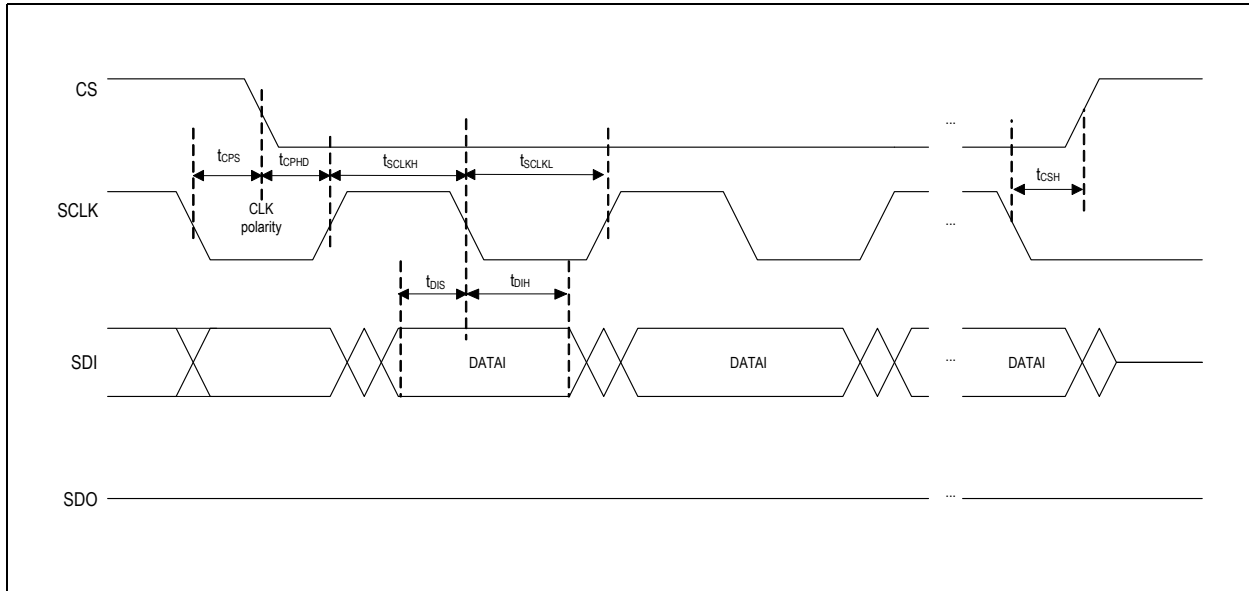 CS
...
tCPS
tCPHD
tSCLKH
tSCLKL
tCSH
SCLK
CLK
polarity
...
tDIS
tDIH
SDI
DATAI
DATAI
...
DATAI
SDO
...